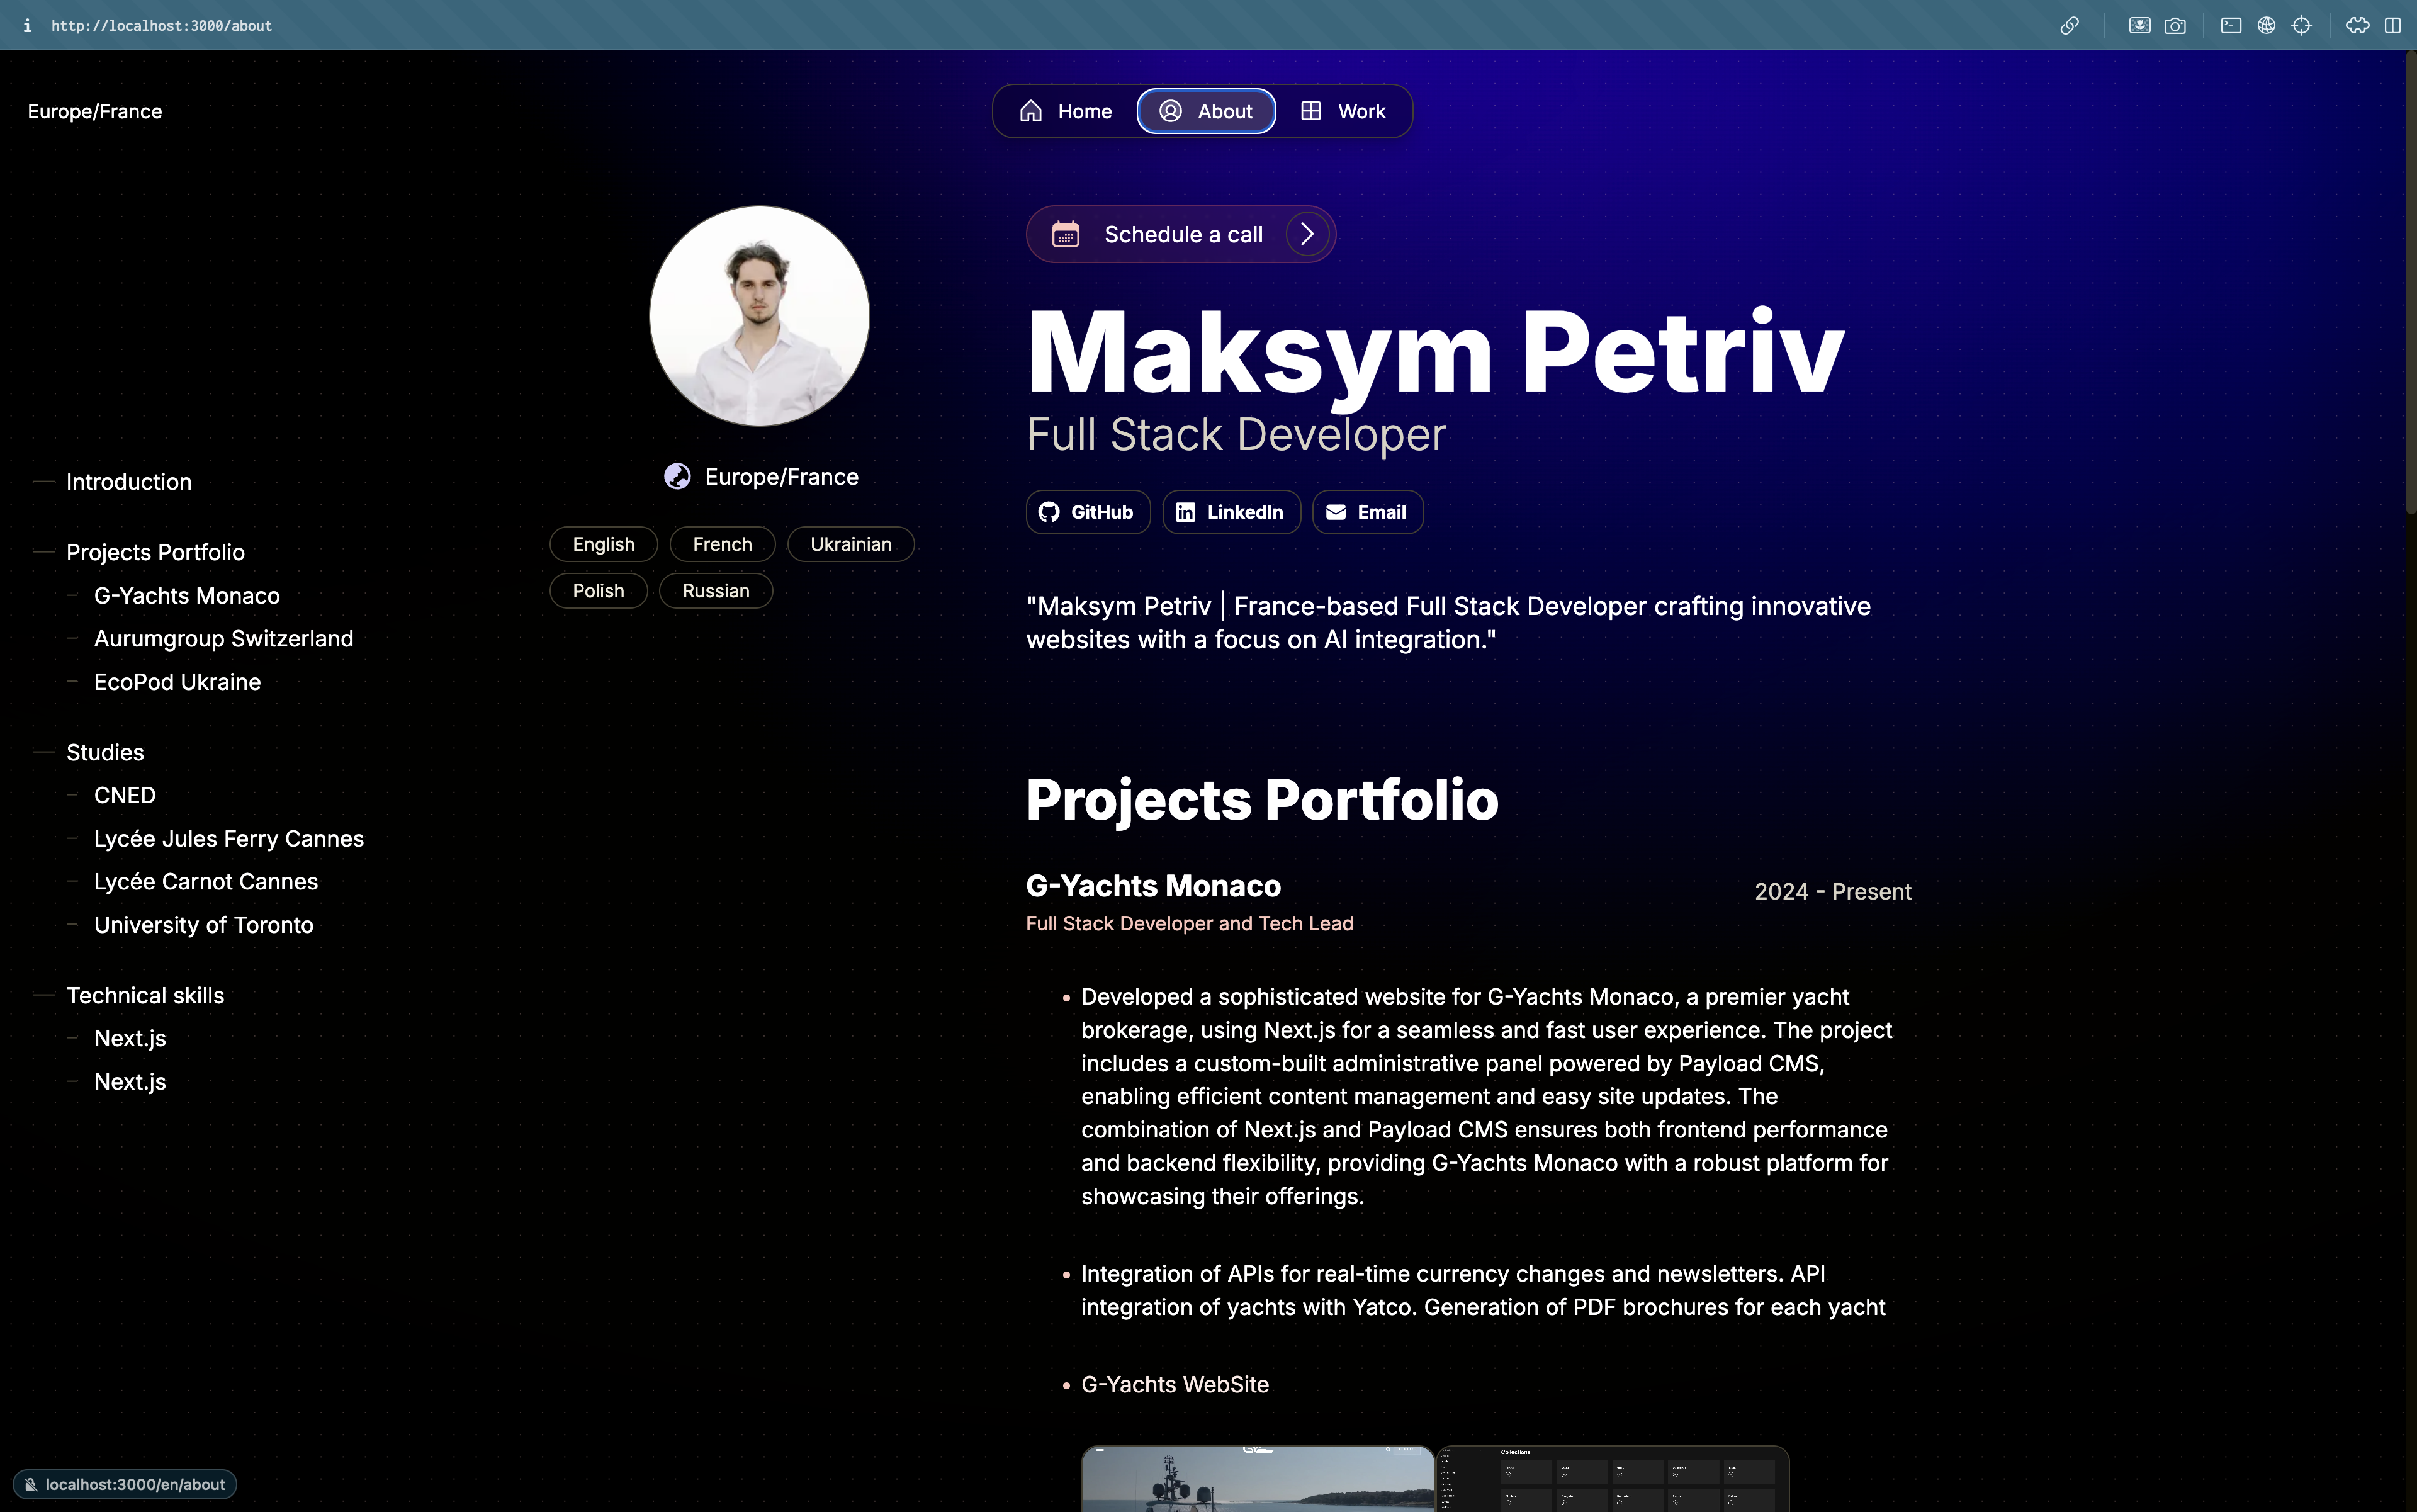 http://localhost:3000/about
Europe/France
Home
About
Work
Schedule a call
Maksym Petriv
Full Stack Developer
Europe/France
GitHub
LinkedIn
Email
English
French
Ukrainian
Polish
Russian
"Maksym Petriv | France-based Full Stack Developer crafting innovative
websites with a focus on AI integration."
Introduction
Projects Portfolio
G-Yachts Monaco
Aurumgroup Switzerland
EcoPod Ukraine
Studies
CNED
Lycée Jules Ferry Cannes
Lycée Carnot Cannes
University of Toronto
Technical skills
Next.js
Next.js
Projects Portfolio
G-Yachts Monaco
2024 - Present
Full Stack Developer and Tech Lead
Developed a sophisticated website for G-Yachts Monaco, a premier yacht
brokerage, using Next.js for a seamless and fast user experience. The project
includes a custom-built administrative panel powered by Payload CMS,
enabling efficient content management and easy site updates. The
combination of Next.js and Payload CMS ensures both frontend performance
and backend flexibility, providing G-Yachts Monaco with a robust platform for
showcasing their offerings.
Integration of APIs for real-time currency changes and newsletters. API
integration of yachts with Yatco. Generation of PDF brochures for each yacht
G-Yachts WebSite
Collections
localhost:3000/en/about